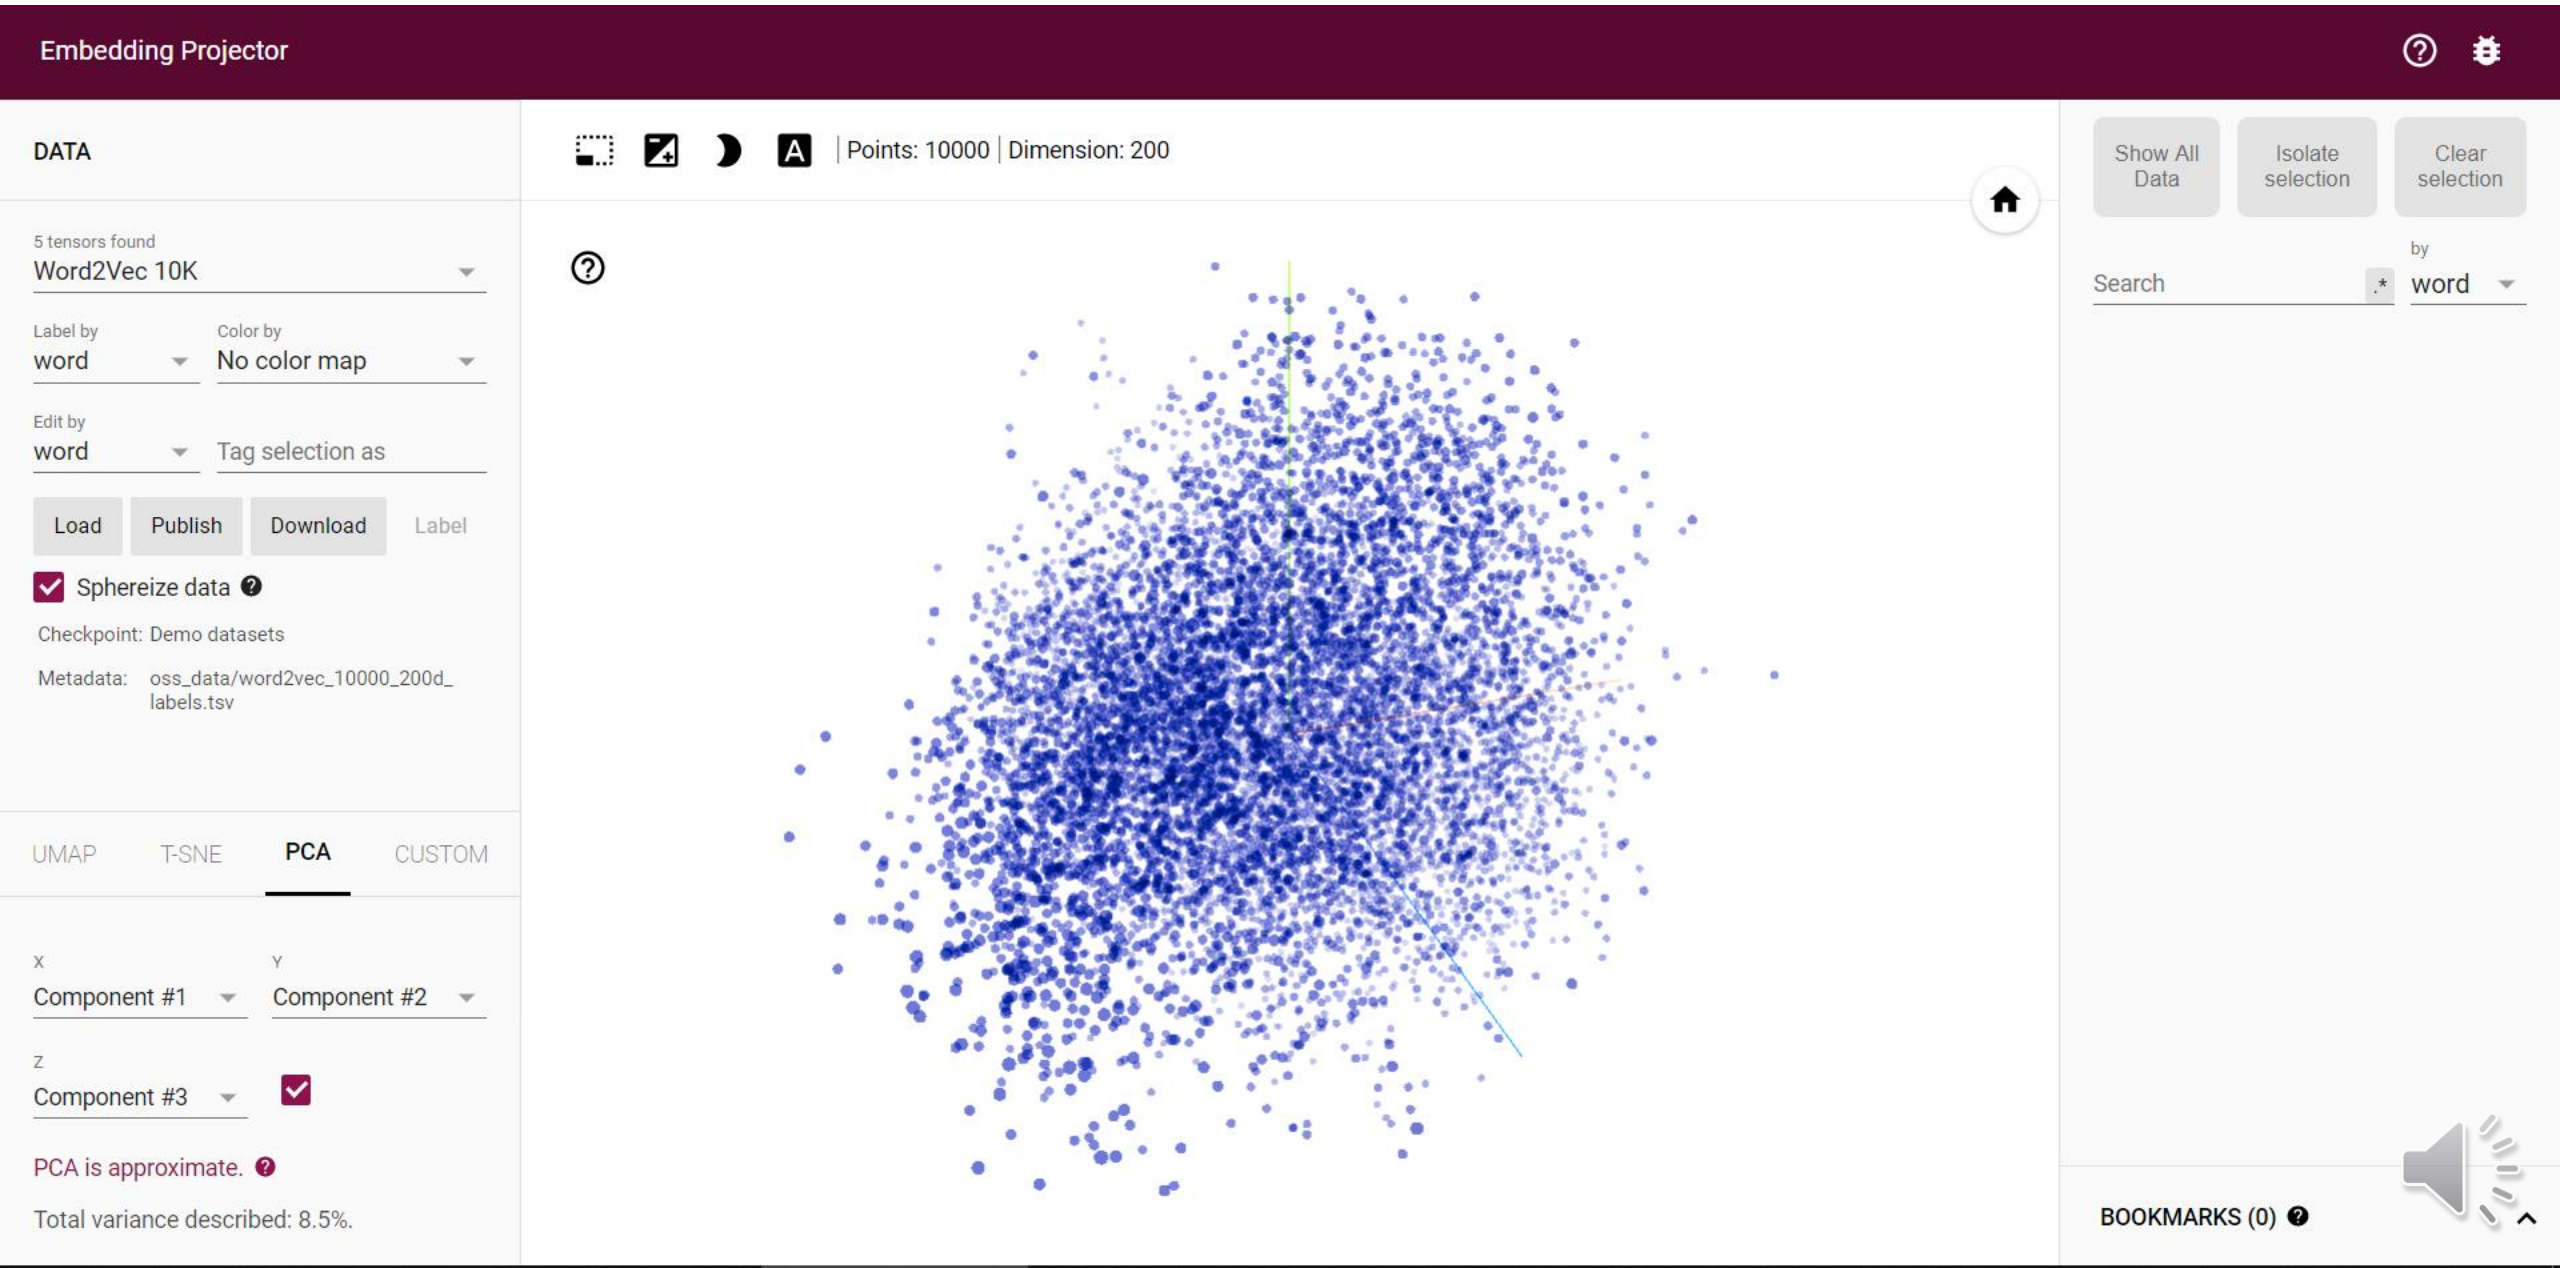 Embedding Projector
DATA
5 tensors found
Word2Vec 10K
Label by
word
Color by
No color map
Edit by
word
Tag selection as
Load
Publish
Download
Label
Sphereize data
Checkpoint: Demo datasets
Metadata: oss_data/word2vec_10000_200d_
labels.tsv
UMAP
T-SNE
PCA
CUSTOM
X
Component #1
Y
Component #2
Z
Component #3
PCA is approximate.
Total variance described: 8.5%.
A
Points: 10000 | Dimension: 200
Show All
Data
Isolate
selection
Clear
selection
Search
.*
by
word
BOOKMARKS (0)